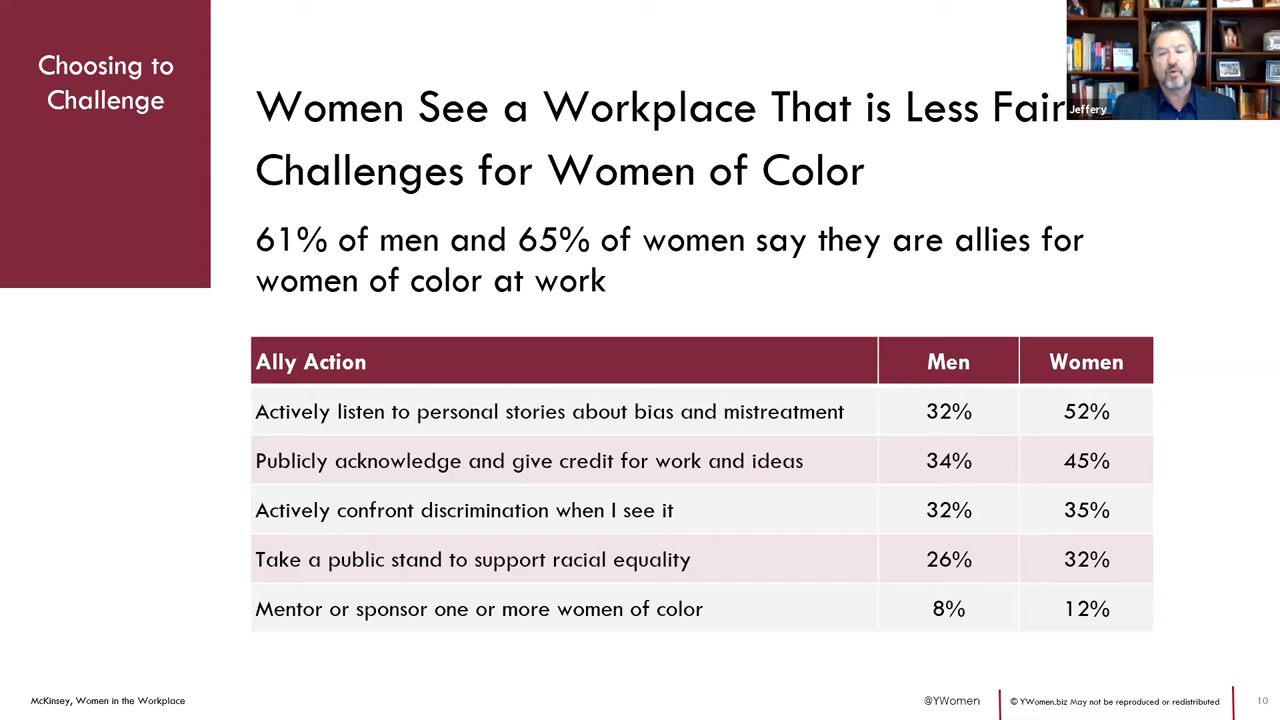 Choosing to
Challenge
Women See a Workplace That is Less Fair
Challenges for Women of Color
61% of men and 65% of women say they are allies for
women of color at work
Ally Action Men Women
Actively listen to personal stories about bias and mistreatment 32% 52%
Publicly acknowledge and give credit for work and ideas 34% 45%
Actively confront discrimination when I see it 32% 35%
Take a public stand to support racial equality 26% 32%
Mentor or sponsor one or more women of color 8% 12%
Jeffery
McKinsey, Women in the Workplace
@YWomen
© YWomen.biz May not be reproduced or redistributed
10